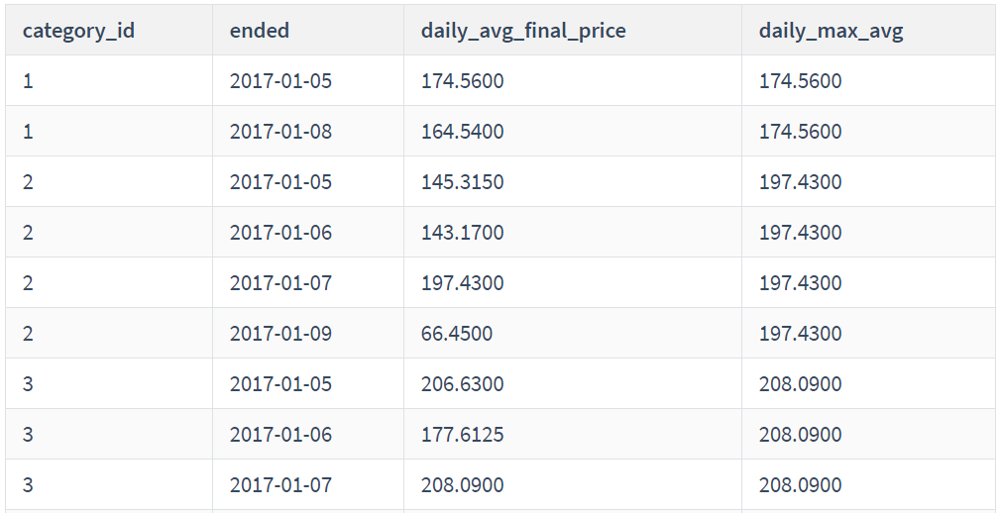 category_id ended daily_avg_final_price daily_max_avg
1 2017-01-05 174.5600 174.5600
1 2017-01-08 164.5400 174.5600
2 2017-01-05 145.3150 197.4300
2 2017-01-06 143.1700 197.4300
2 2017-01-07 197.4300 197.4300
2 2017-01-09 66.4500 197.4300
3 2017-01-05 206.6300 208.0900
3 2017-01-06 177.6125 208.0900
3 2017-01-07 208.0900 208.0900